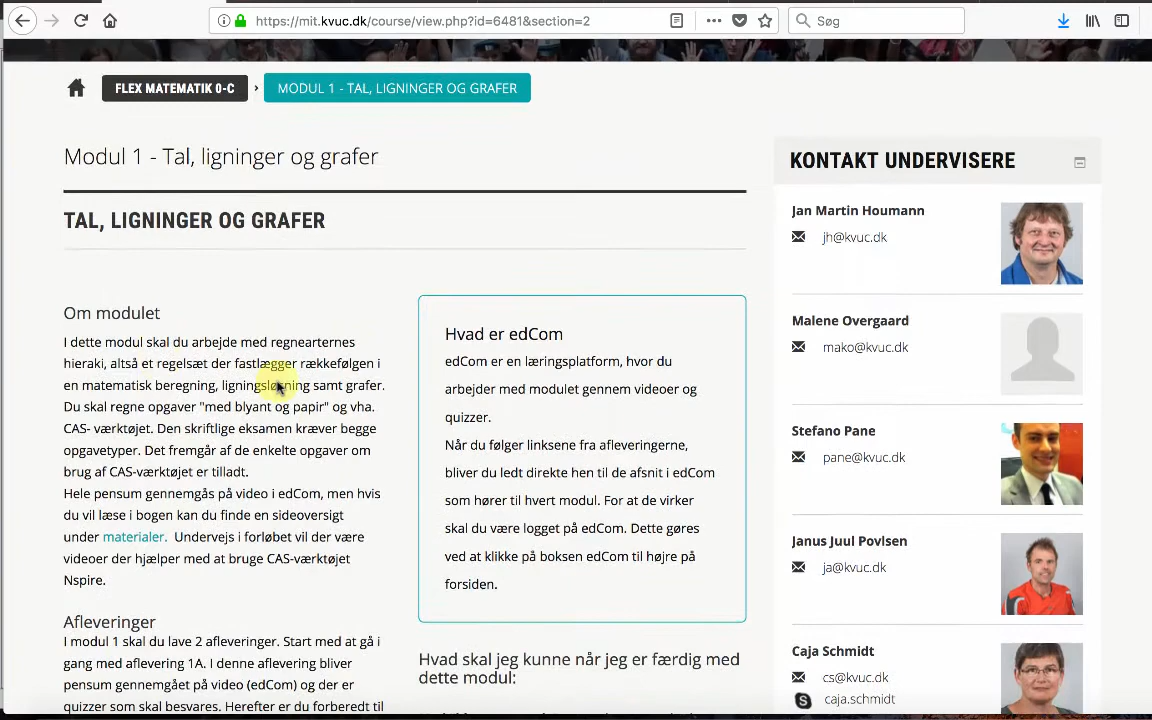 https://mit.kvuc.dk/course/view.php?id=6481&section=2
Søg
FLEX MATEMATIK 0-C
MODUL 1 - TAL, LIGNINGER OG GRAFER
Modul 1 - Tal, ligninger og grafer
TAL, LIGNINGER OG GRAFER
Om modulet
I dette modul skal du arbejde med regnearternes
hieraki, altså et regelsæt der fastlægger rækkefølgen i
en matematisk beregning, ligningsløsning samt grafer.
Du skal regne opgaver "med blyant og papir" og vha.
CAS- værktøjet. Den skriftlige eksamen kræver begge
opgavetyper. Det fremgår af de enkelte opgaver om
brug af CAS-værktøjet er tilladt.
Hele pensum gennemgås på video i edCom, men hvis
du vil læse i bogen kan du finde en sideoversigt
under materialer. Undervejs i forløbet vil der være
videoer der hjælper med at bruge CAS-værktøjet
Nspire.
Afleveringer
I modul 1 skal du lave 2 afleveringer. Start med at gå i
gang med aflevering 1A. I denne aflevering bliver
pensum gennemgået på video (edCom) og der er
quizzer som skal besvares. Herefter er du forberedt til
Hvad er edCom
edCom er en læringsplatform, hvor du
arbejder med modulet gennem videoer og
quizzer.
Når du følger linksene fra afleveringerne,
bliver du ledt direkte hen til de afsnit i edCom
som hører til hvert modul. For at de virker
skal du være logget på edCom. Dette gøres
ved at klikke på boksen edCom til højre på
forsiden.
Hvad skal jeg kunne når jeg er færdig med
dette modul:
KONTAKT UNDERVISERE
Jan Martin Houmann
jh@kvuc.dk
Malene Overgaard
mako@kvuc.dk
Stefano Pane
pane@kvuc.dk
Janus Juul Povlsen
ja@kvuc.dk
Caja Schmidt
cs@kvuc.dk
caja.schmidt